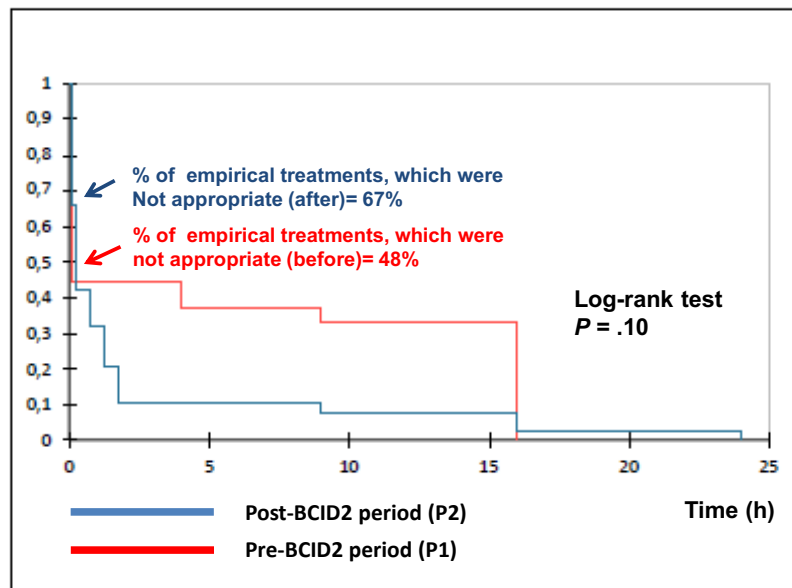 1
0,9
0,8
0,7
0,6
0,5
0,4
0,3
0,2
0,1
0
% of empirical treatments, which were
Not appropriate (after)= 67%
% of empirical treatments, which were
not appropriate (before)= 48%
Log-rank test
P = .10
0 5 10 15 20 25
Time (h)
Post-BCID2 period (P2)
Pre-BCID2 period (P1)